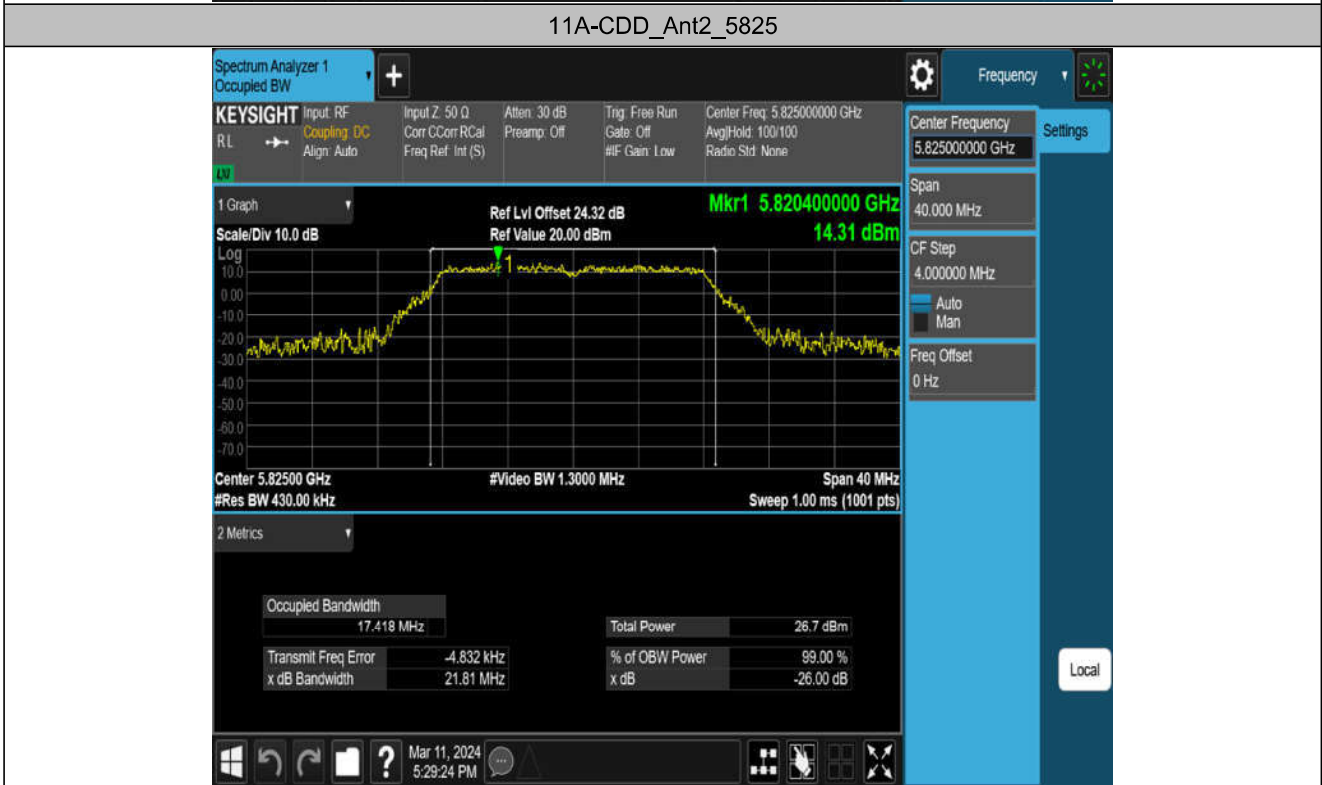 11A-CDD_Ant2_5825
Spectrum Analyzer 1
Occupied BW
Frequency
KEYSIGHT
RL
LXI
Input: RF
Coupling: DC
Align: Auto
Input Z: 50 Ω
Corr CCorr RCal
Freq Ref: Int (S)
Atten: 30 dB
Preamp: Off
Trig: Free Run
Gate: Off
#IF Gain: Low
Center Freq: 5.825000000 GHz
Avg|Hold: 100/100
Radio Std: None
Center Frequency
5.825000000 GHz
Settings
Span
40.000 MHz
CF Step
4.000000 MHz
Auto
Man
Freq Offset
0 Hz
Local
1 Graph
Scale/Div 10.0 dB
Ref Lvl Offset 24.32 dB
Ref Value 20.00 dBm
Mkr1 5.820400000 GHz
14.31 dBm
Log
10.0
0.00
-10.0
-20.0
-30.0
-40.0
-50.0
-60.0
-70.0
1
Center 5.82500 GHz
#Res BW 430.00 kHz
#Video BW 1.3000 MHz
Span 40 MHz
Sweep 1.00 ms (1001 pts)
2 Metrics
Occupied Bandwidth
17.418 MHz
Total Power 26.7 dBm
Transmit Freq Error -4.832 kHz
% of OBW Power 99.00 %
x dB Bandwidth 21.81 MHz
x dB -26.00 dB
?
Mar 11, 2024
5:29:24 PM